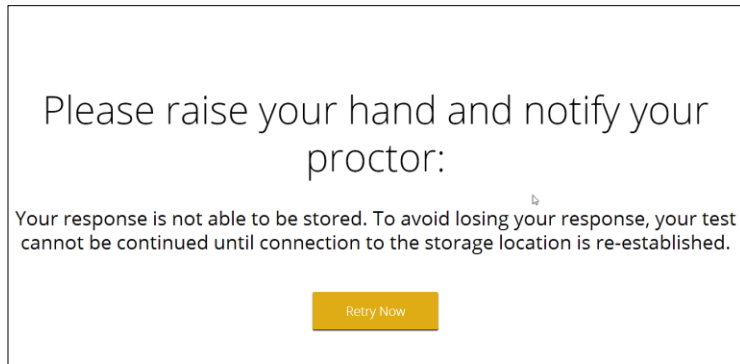 Please raise your hand and notify your
proctor:
Your response is not able to be stored. To avoid losing your response, your test
cannot be continued until connection to the storage location is re-established.
Retry Now